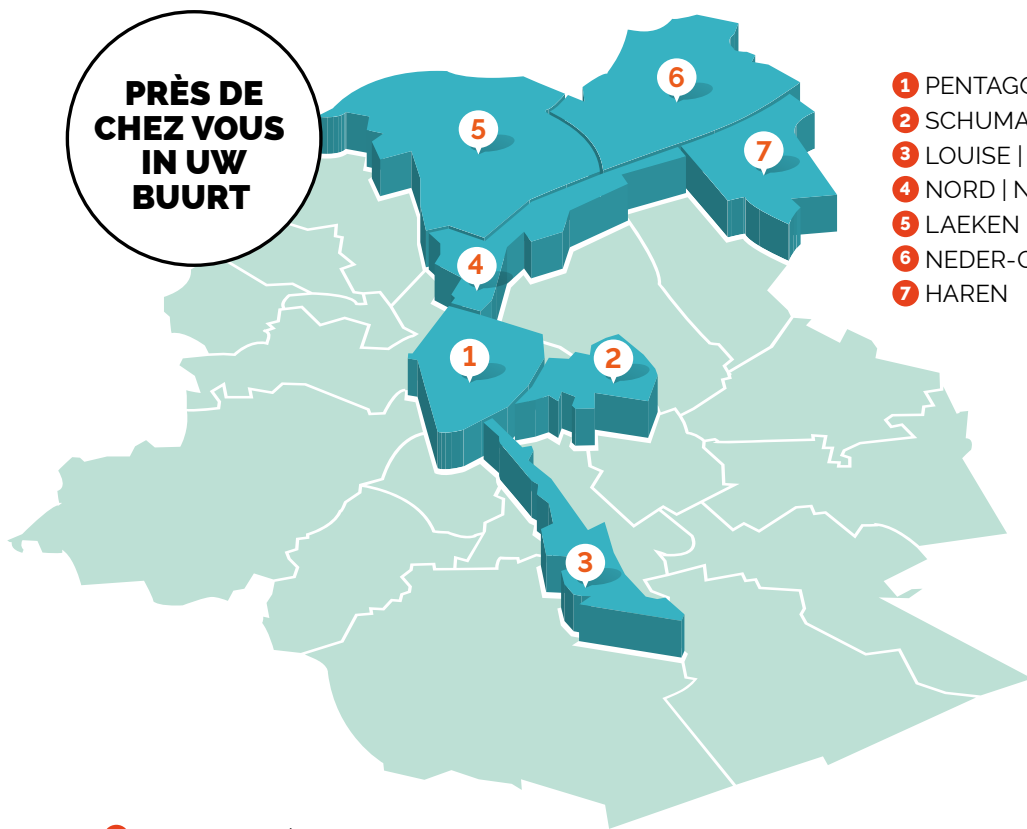 PRÈS DE
CHEZ VOUS
IN UW
BUURT
1
2
3
4
5
6
7
1 PENTAGO
2 SCHUMA
3 LOUISE |
4 NORD | N
5 LAEKEN
6 NEDER-O
7 HAREN